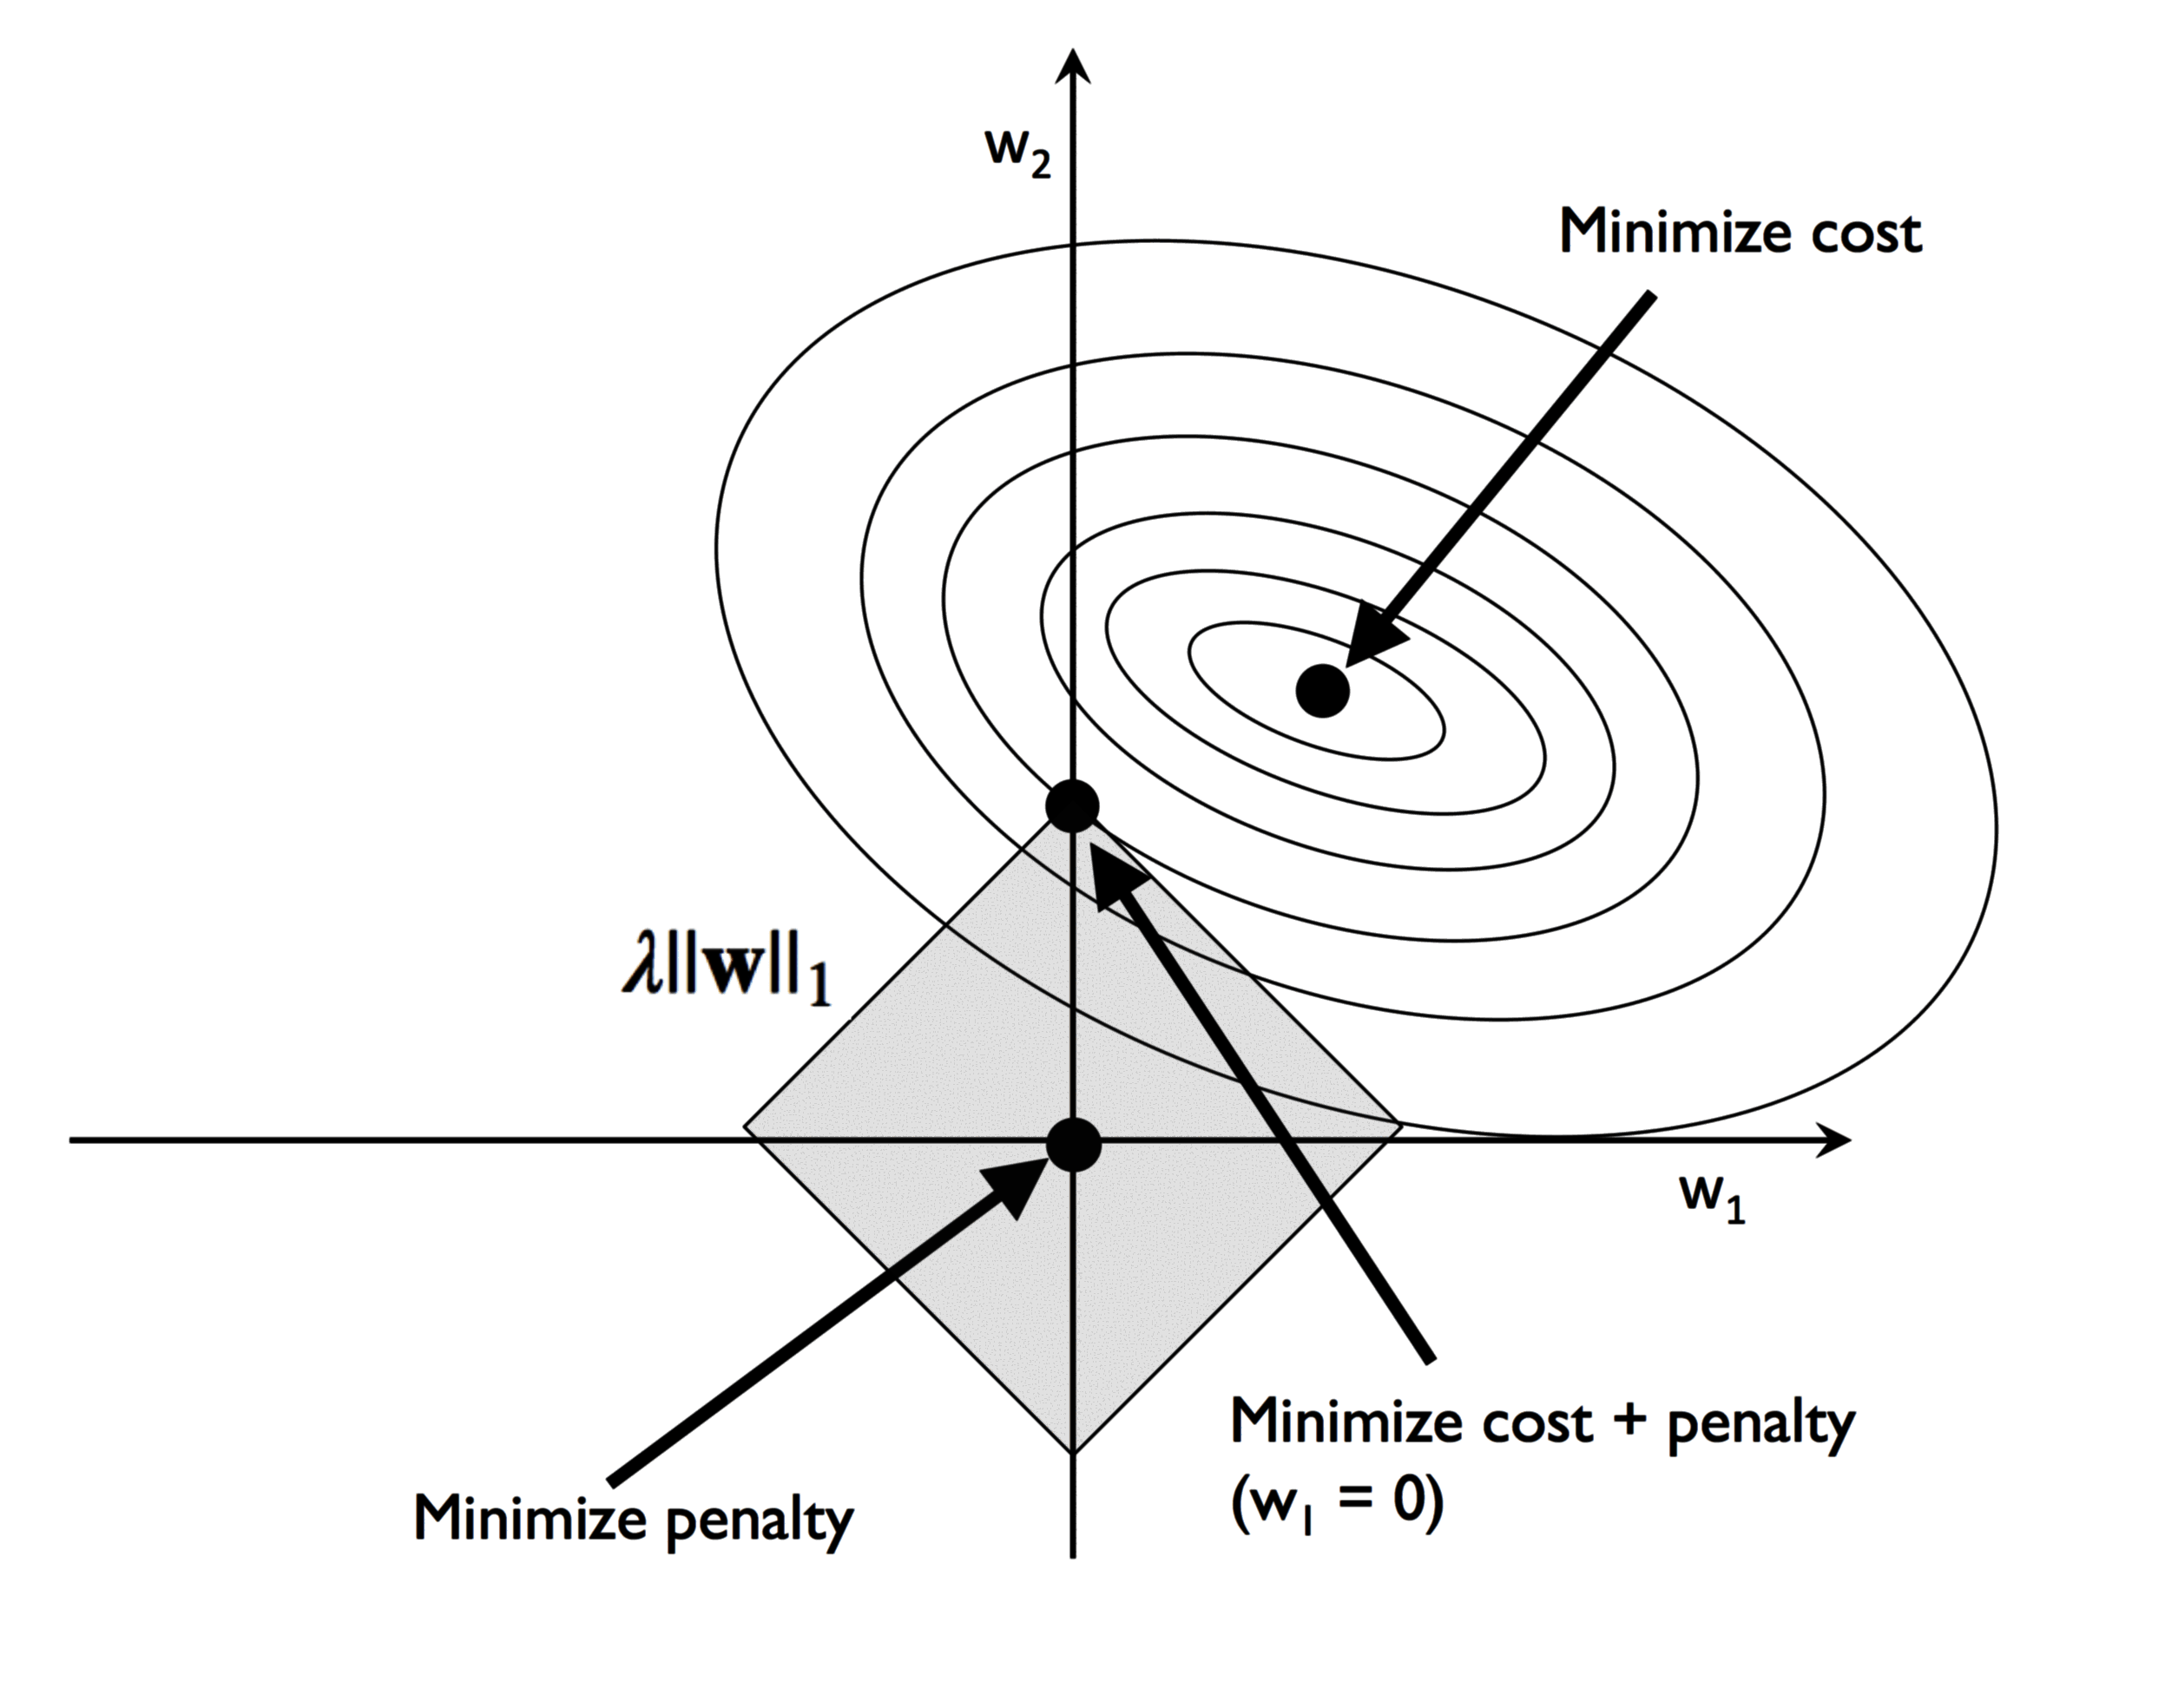 w₂
Minimize cost
λ||w||₁
w₁
Minimize cost + penalty
(w₁ = 0)
Minimize penalty